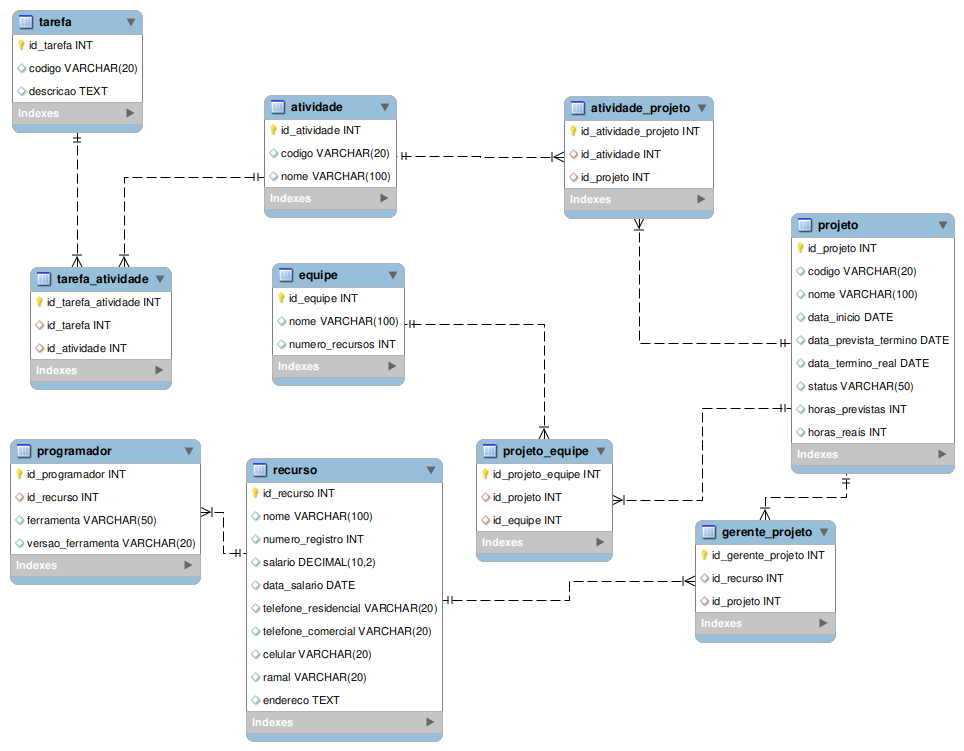 tarefa
id_tarefa INT
codigo VARCHAR(20)
descricao TEXT
Indexes
atividade
id_atividade INT
codigo VARCHAR(20)
nome VARCHAR(100)
Indexes
atividade_projeto
id_atividade_projeto INT
id_atividade INT
id_projeto INT
Indexes
projeto
id_projeto INT
codigo VARCHAR(20)
nome VARCHAR(100)
data_inicio DATE
data_prevista_termino DATE
data_termino_real DATE
status VARCHAR(50)
horas_previstas INT
horas_reais INT
Indexes
tarefa_atividade
id_tarefa_atividade INT
id_tarefa INT
id_atividade INT
Indexes
equipe
id_equipe INT
nome VARCHAR(100)
numero_recursos INT
Indexes
programador
id_programador INT
id_recurso INT
ferramenta VARCHAR(50)
versao_ferramenta VARCHAR(20)
Indexes
recurso
id_recurso INT
nome VARCHAR(100)
numero_registro INT
salario DECIMAL(10,2)
data_salario DATE
telefone_residencial VARCHAR(20)
telefone_comercial VARCHAR(20)
celular VARCHAR(20)
ramal VARCHAR(20)
endereco TEXT
Indexes
projeto_equipe
id_projeto_equipe INT
id_projeto INT
id_equipe INT
Indexes
gerente_projeto
id_gerente_projeto INT
id_recurso INT
id_projeto INT
Indexes